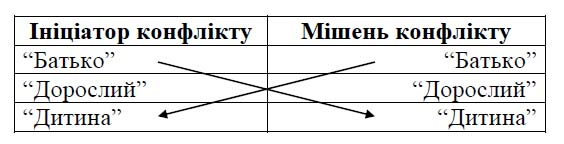 Ініціатор конфлікту Мішень конфлікту
“Батько” “Батько”
“Дорослий” “Дорослий”
“Дитина” “Дитина”